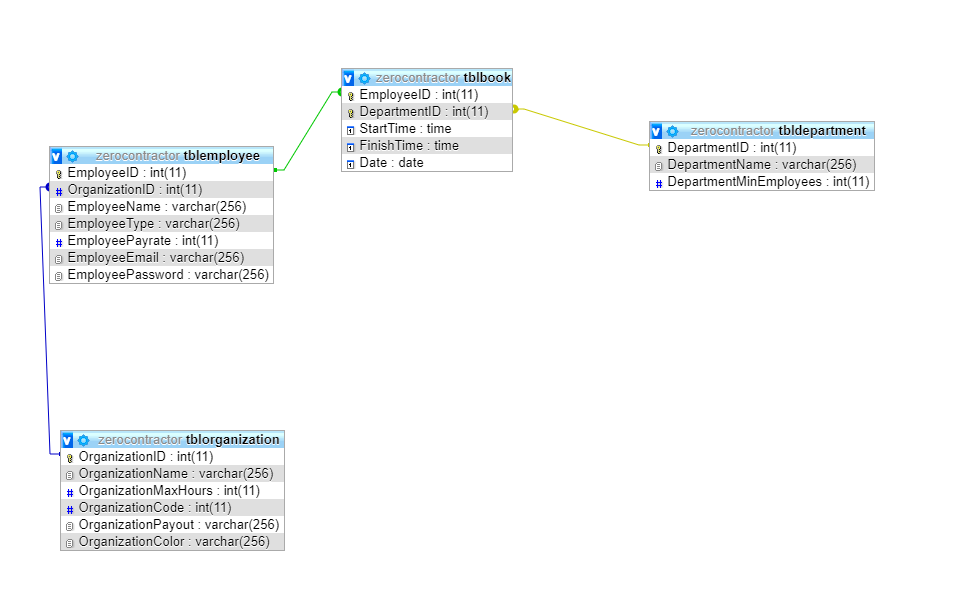 zerocontractor tblbook
EmployeeID : int(11)
DepartmentID : int(11)
StartTime : time
FinishTime : time
Date : date
zerocontractor tbldepartment
DepartmentID : int(11)
DepartmentName : varchar(256)
DepartmentMinEmployees : int(11)
zerocontractor tblemployee
EmployeeID : int(11)
OrganizationID : int(11)
EmployeeName : varchar(256)
EmployeeType : varchar(256)
EmployeePayrate : int(11)
EmployeeEmail : varchar(256)
EmployeePassword : varchar(256)
zerocontractor tblorganization
OrganizationID : int(11)
OrganizationName : varchar(256)
OrganizationMaxHours : int(11)
OrganizationCode : int(11)
OrganizationPayout : varchar(256)
OrganizationColor : varchar(256)